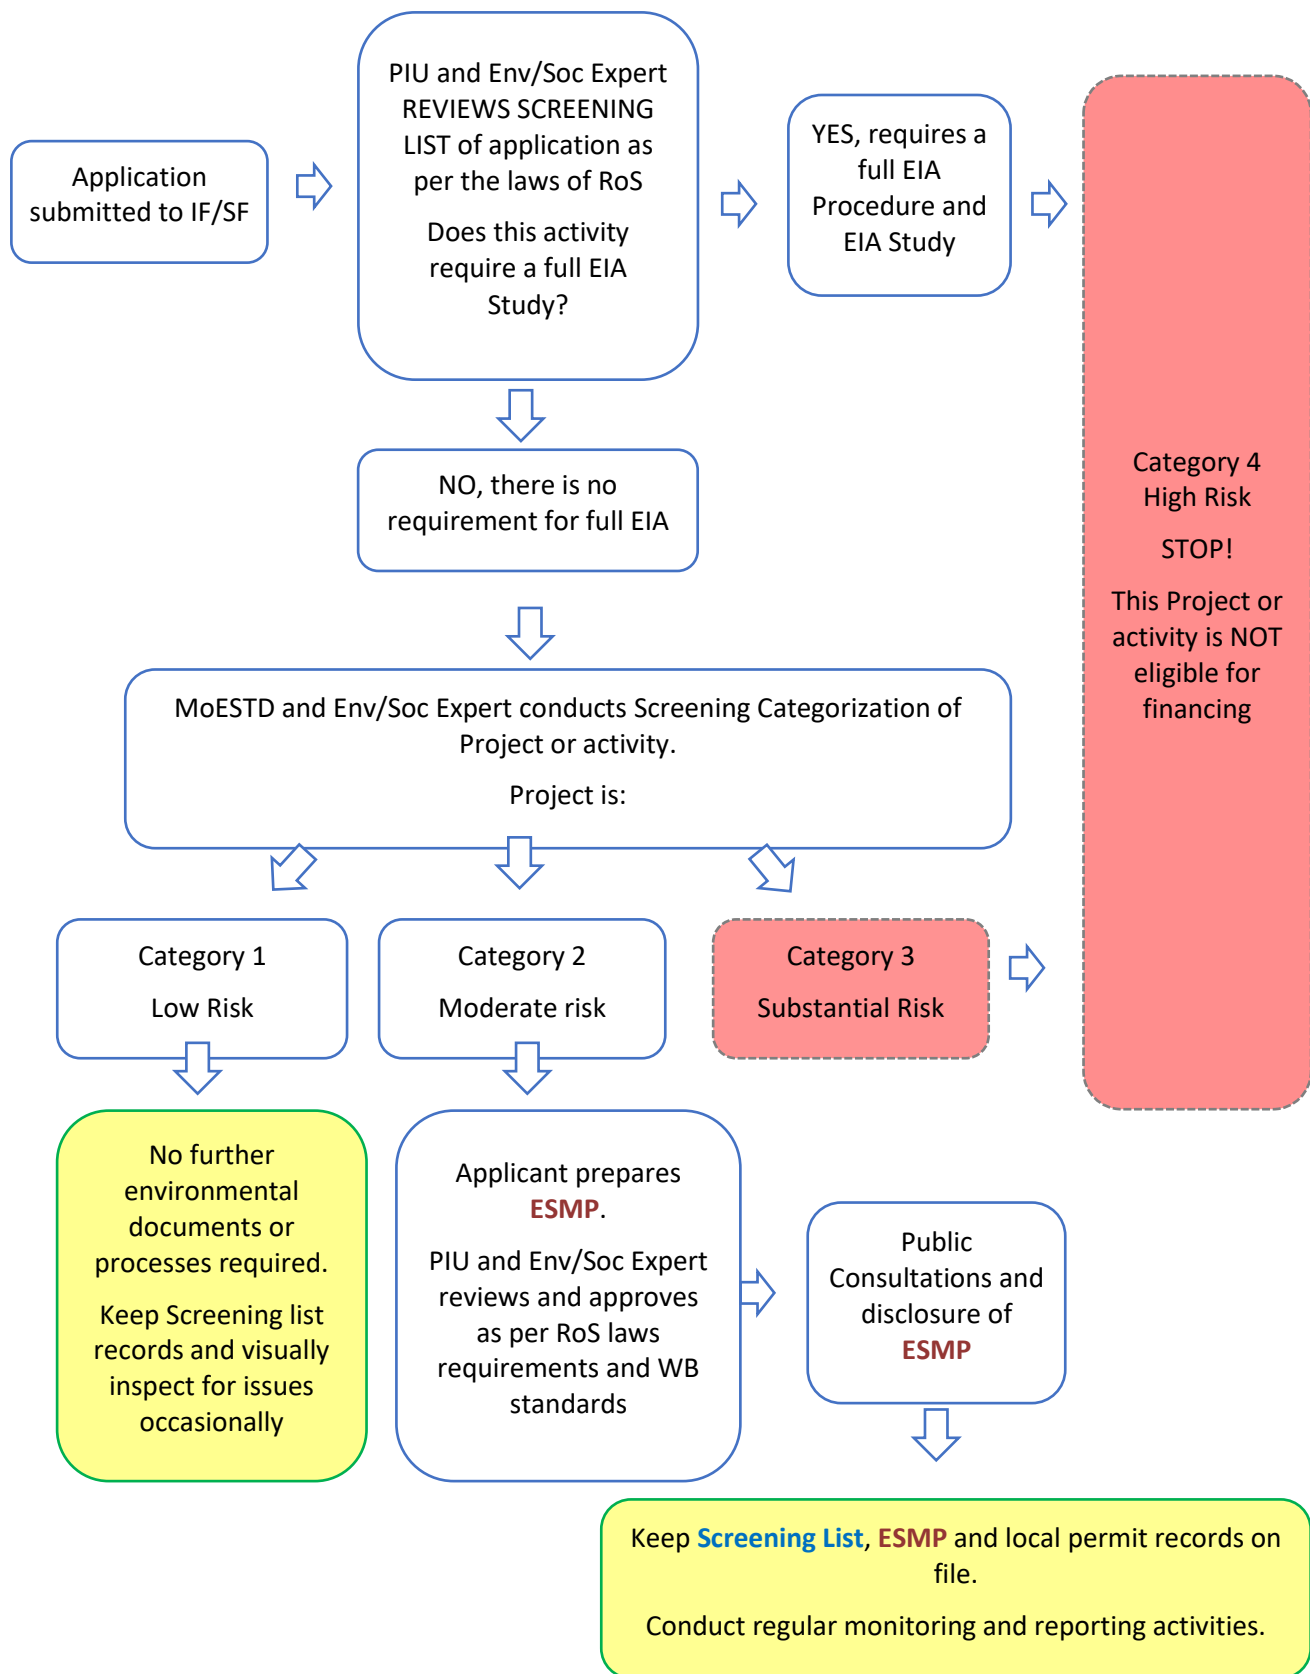 Application
submitted to IF/SF
PIU and Env/Soc Expert
REVIEWS SCREENING
LIST of application as
per the laws of RoS
Does this activity
require a full EIA
Study?
YES, requires a
full EIA
Procedure and
EIA Study
Category 4
High Risk
STOP!
This Project or
activity is NOT
eligible for
financing
NO, there is no
requirement for full EIA
MoESTD and Env/Soc Expert conducts Screening Categorization of
Project or activity.
Project is:
Category 1
Low Risk
Category 2
Moderate risk
Category 3
Substantial Risk
No further
environmental
documents or
processes required.
Keep Screening list
records and visually
inspect for issues
occasionally
Applicant prepares
ESMP.
PIU and Env/Soc Expert
reviews and approves
as per RoS laws
requirements and WB
standards
Public
Consultations and
disclosure of
ESMP
Keep Screening List, ESMP and local permit records on
file.
Conduct regular monitoring and reporting activities.